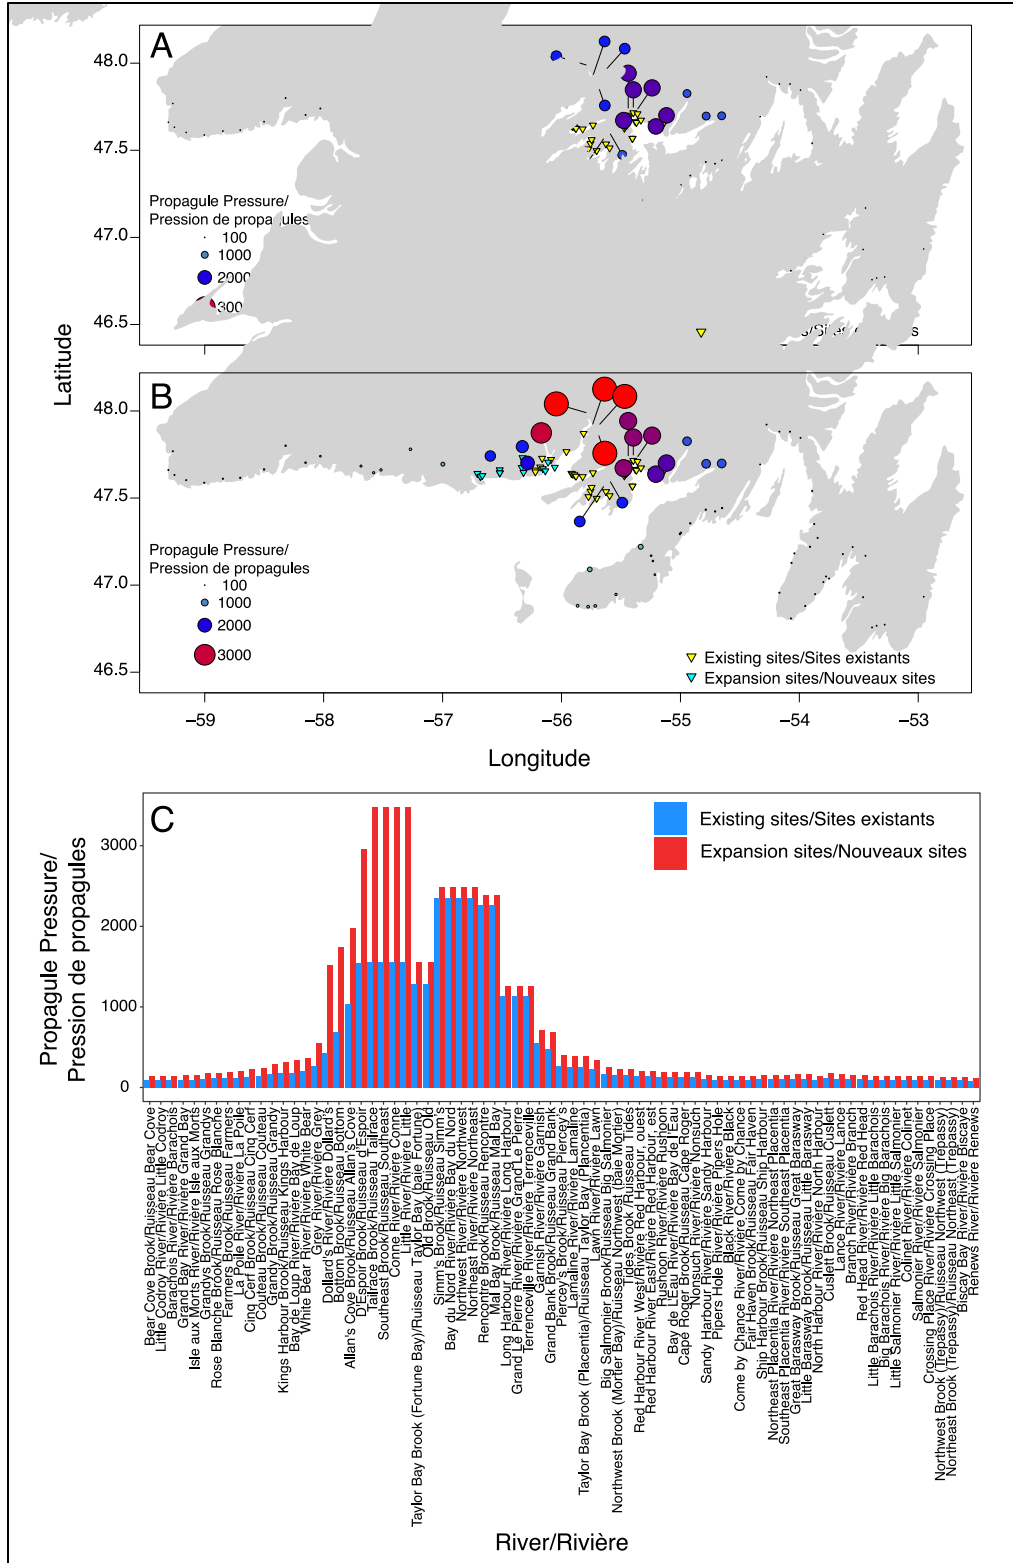 A
48.0
47.5
47.0
46.5
Propagule Pressure/
Pression de propagules
100
1000
2000
300
Latitude
B
48.0
47.5
47.0
46.5
Propagule Pressure/
Pression de propagules
100
1000
2000
3000
Existing sites/Sites existants
Expansion sites/Nouveaux sites
–59
–58
–57
–56
–55
–54
–53
Longitude
C
Existing sites/Sites existants
Expansion sites/Nouveaux sites
Propagule Pressure/
Pression de propagules
3000
2000
1000
0
Bear Cove Brook/Ruisseau Bear Cove
Little Codroy River/Rivière Little Codroy
Barachois River/Rivière Barachois
Grand Bay River/Rivière Grand Bay
Isle aux Morts River/Rivière Isle aux Morts
Grandys Brook/Ruisseau Grandys
Rose Blanche Brook/Ruisseau Rose Blanche
Farmers Brook/Ruisseau Farmers
La Poile River/Rivière La Poile
Cinq Cerf Brook/Ruisseau Cinq Cerf
Couteau Brook/Ruisseau Couteau
Grandy Brook/Ruisseau Grandy
Kings Harbour Brook/Ruisseau Kings Harbour
Bay de Loup River/Rivière Bay de Loup
White Bear River/Rivière White Bear
Grey River/Rivière Grey
Dollard's River/Rivière Dollard's
Bottom Brook/Ruisseau Bottom
Allan's Cove Brook/Ruisseau Allan's Cove
D'Espoir Brook/Ruisseau d'Espoir
Tailrace Brook/Ruisseau Tailrace
Southeast Brook/Ruisseau Southeast
Conne River/Rivière Conne
Little River/Rivière Little
Taylor Bay Brook (Fortune Bay)/Ruisseau Taylor Bay (baie Fortune)
Old Brook/Ruisseau Old
Simm's Brook/Ruisseau Simm's
Bay du Nord River/Rivière Bay du Nord
Northwest River/Rivière Northwest
Northeast River/Rivière Northeast
Rencontre Brook/Ruisseau Rencontre
Mal Bay Brook/Ruisseau Mal Bay
Long Harbour River/Rivière Long Harbour
Grand Le Pierre River/Rivière Grand Le Pierre
Terrenceville River/Rivière Terrenceville
Garnish River/Rivière Garnish
Grand Bank Brook/Ruisseau Grand Bank
Piercey's Brook/Ruisseau Piercey's
Lamaline River/Rivière Lamaline
Taylor Bay Brook (Placentia)/Ruisseau Taylor Bay (Placentia)
Lawn River/Rivière Lawn
Big Salmonier Brook/Ruisseau Big Salmonier
Northwest Brook (Mortier Bay)/Ruisseau Northwest (baie Mortier)
Tides Brook /Ruisseau Tides
Red Harbour River West/Rivière Red Harbour, ouest
Red Harbour River East/Rivière Red Harbour, est
Rushoon River/Rivière Rushoon
Bay de L'Eau River/Rivière Bay de L'Eau
Cape Roger Brook/Ruisseau Cape Roger
Nonsuch River/Rivière Nonsuch
Sandy Harbour River/Rivière Sandy Harbour
Pipers Hole River/Rivière Pipers Hole
Black River/Rivière Black
Come by Chance River/Rivière Come by Chance
Fair Haven Brook/Ruisseau Fair Haven
Ship Harbour Brook/Ruisseau Ship Harbour
Northeast Placentia River/Rivière Northeast Placentia
Southeast Placentia River/Rivière Southeast Placentia
Great Barasway Brook/Ruisseau Great Barasway
Little Barasway Brook/Ruisseau Little Barasway
North Harbour River/Rivière North Harbour
Cuslett Brook/Ruisseau Cuslett
Lance River/Rivière Lance
Branch River/Rivière Branch
Red Head River/Rivière Red Head
Little Barachois River/Rivière Little Barachois
Big Barachois River/Rivière Big Barachois
Little Salmonier River/Rivière Little Salmonier
Colinet River/Rivière Colinet
Salmonier River/Rivière Salmonier
Crossing Place River/Rivière Crossing Place
Northwest Brook (Trepassy)/Ruisseau Northwest (Trepassy)
Northeast Brook (Trepassy)/Ruisseau Northeast (Trepassy)
Biscay Bay River/Rivière Biscaye
Renews River/Rivière Renews
River/Rivière